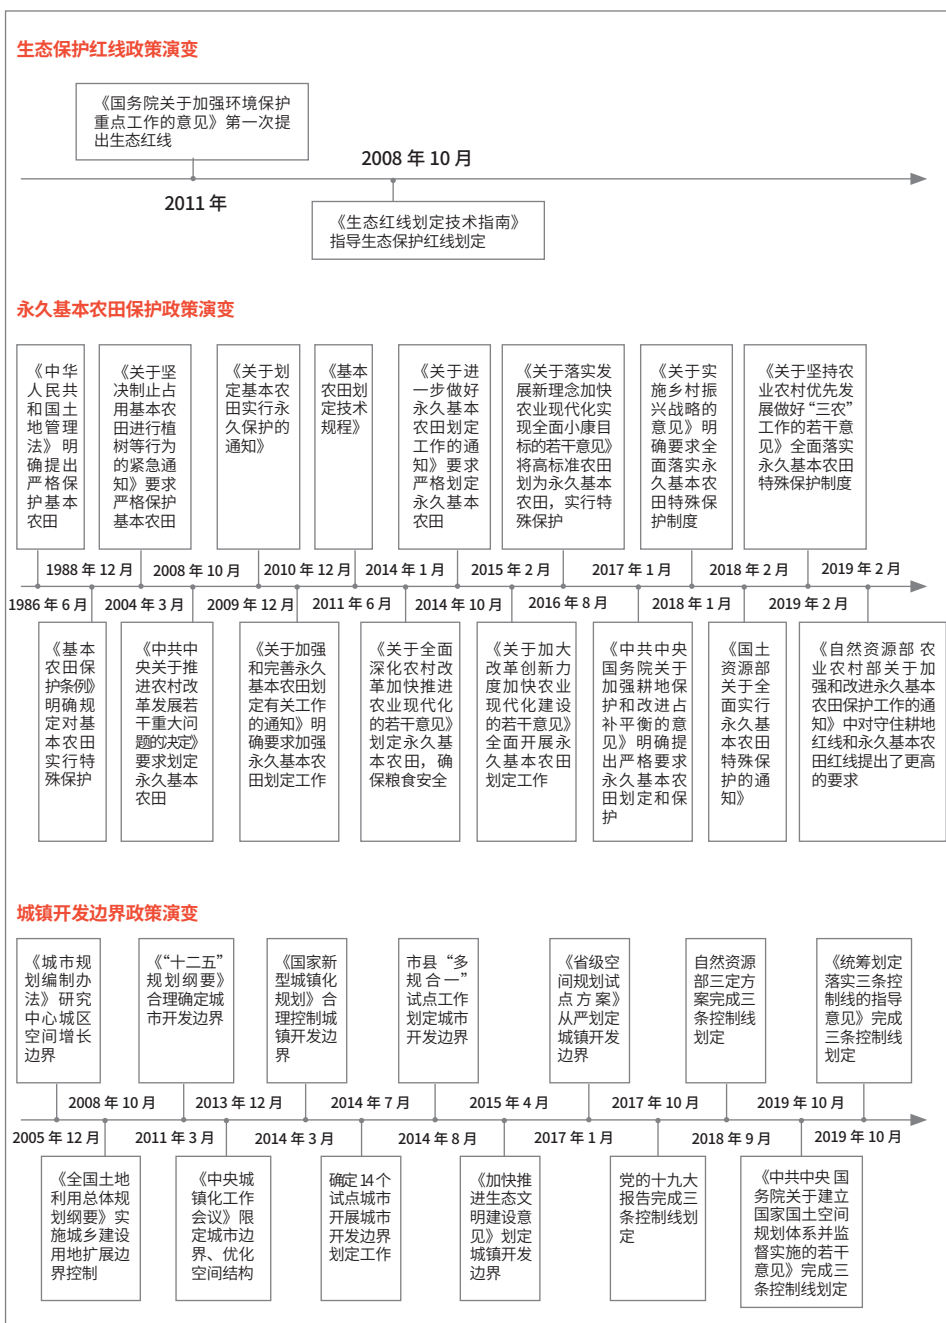 生态保护红线政策演变
《国务院关于加强环境保护
重点工作的意见》第一次提
出生态红线
2008 年 10 月
2011 年
《生态红线划定技术指南》
指导生态保护红线划定
永久基本农田保护政策演变
《中华
人民共
和国土
地管理
法》明
确提出
严格保
护基本
农田
《关于坚
决制止占
用基本农
田进行植
树等行为
的紧急通
知》要求
严格保护
基本农田
《关于划
定基本农
田实行永
久保护的
通知》
《基本
农田划
定技术
规程》
《关于进
一步做好
永久基本
农田划定
工作的通
知》要求
严格划定
永久基本
农田
《关于落实发
展新理念加快
农业现代化实
现全面小康目
标的若干意见》
将高标准农田
划为永久基本
农田，实行特
殊保护
《关于实
施乡村振
兴战略的
意见》明
确要求全
面落实永
久基本农
田特殊保
护制度
《关于坚持农
业农村优先发
展做好“三农”
工作的若干意
见》全面落实
永久基本农田
特殊保护制度
1988 年 12 月
2008 年 10 月
2010 年 12 月
2014 年 1 月
2015 年 2 月
2017 年 1 月
2018 年 2 月
2019 年 2 月
1986 年 6 月
2004 年 3 月
2009 年 12 月
2011 年 6 月
2014 年 10 月
2016 年 8 月
2018 年 1 月
2019 年 2 月
《基本
农田保
护条例》
明确规
定对基
本农田
实行特
殊保护
《中共中
央关于推
进农村改
革发展若
干重大问
题的决定》
要求划定
永久基本
农田
《关于加强
和完善永久
基本农田划
定有关工作
的通知》明
确要求加强
永久基本农
田划定工作
《关于全面
深化农村改
革加快推进
农业现代化
的若干意见》
划定永久基
本农田，确
保粮食安全
《关于加大
改革创新力
度加快农业
现代化建设
的若干意见》
全面开展永
久基本农田
划定工作
《中共中央
国务院关于
加强耕地保
护和改进占
补平衡的意
见》明确提
出严格要求
永久基本农
田划定和保
护
《国土
资源部
关于全
面实行
永久基
本农田
特殊保
护的通
知》
《自然资源部 农
业农村部关于加
强和改进永久基本
农田保护工作的通
知》中对守住耕地
红线和永久基本农
田红线提出了更高
的要求
城镇开发边界政策演变
《城市规
划编制办
法》研究
中心城区
空间增长
边界
《“十二五”
规划纲要》
合理确定城
市开发边界
《国家新
型城镇化
规划》合
理控制城
镇开发边
界
市县“多
规合一”
试点工作
划定城市
开发边界
《省级空
间规划试
点方案》
从严划定
城镇开发
边界
自然资源
部三定方
案完成三
条控制线
划定
《统筹划定
落实三条控
制线的指导
意见》完成
三条控制线
划定
2008 年 10 月
2013 年 12 月
2014 年 7 月
2015 年 4 月
2017 年 10 月
2019 年 10 月
2005 年 12 月
2011 年 3 月
2014 年 3 月
2014 年 8 月
2017 年 1 月
2018 年 9 月
2019 年 10 月
《全国土地
利用总体规
划纲要》实
施城乡建设
用地扩展边
界控制
《中央城
镇化工作
会议》限
定城市边
界、优化
空间结构
确定 14 个
试点城市
开展城市
开发边界
划定工作
《加快推
进生态文
明建设意
见》划定
城镇开发
边界
党的十九大
报告完成三
条控制线划
定
《中共中央 国
务院关于建立
国家国土空间
规划体系并监
督实施的若干
意见》完成三
条控制线划定